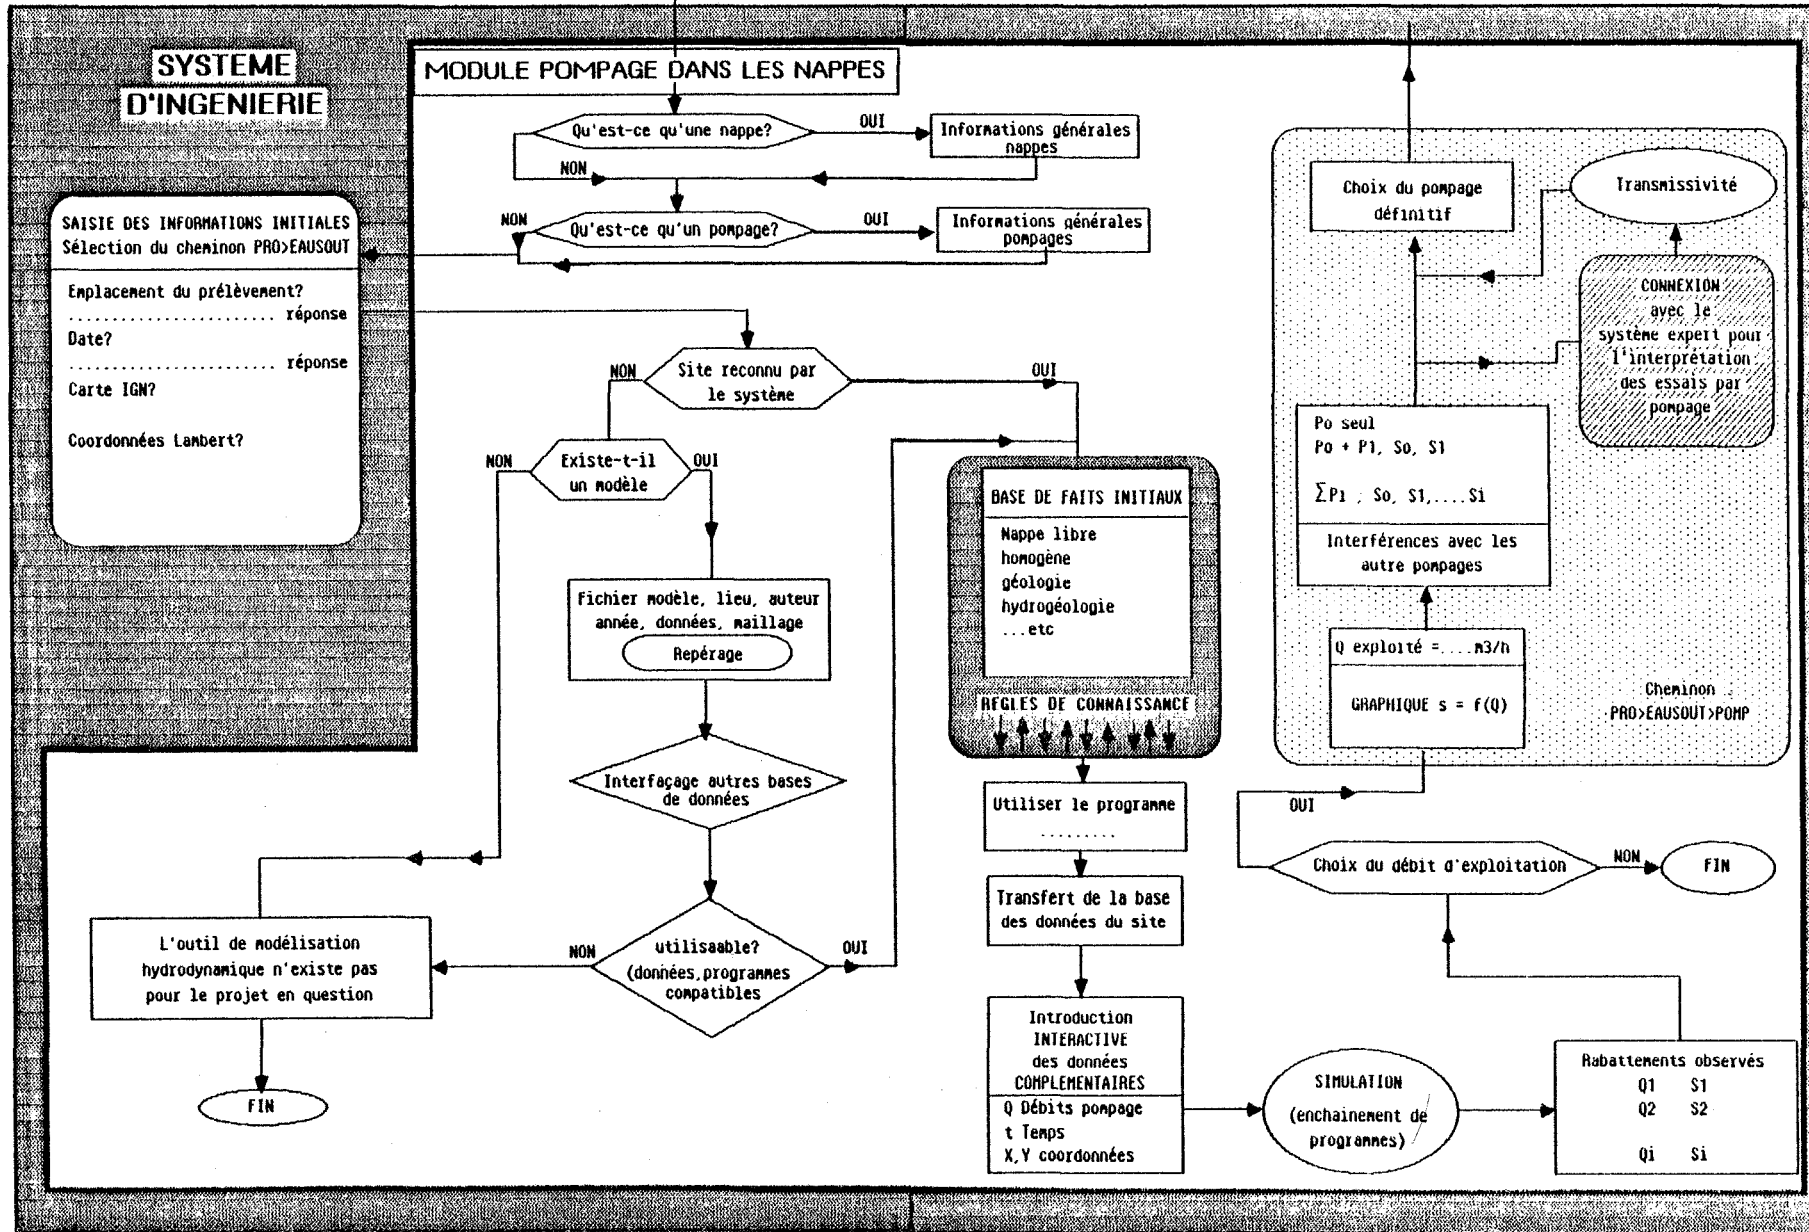 SYSTEME
D'INGENIERIE
MODULE POMPAGE DANS LES NAPPES
Qu'est-ce qu'une nappe?
OUI
Informations générales
nappes
NON
Qu'est-ce qu'un pompage?
NON
OUI
Informations générales
pompages
SAISIE DES INFORMATIONS INITIALES
Sélection du cheminon PRO>EAUSOUT
Emplacement du prélèvement?
....................... réponse
Date?
....................... réponse
Carte IGN?
Coordonnées Lambert?
NON
Site reconnu par
le système
OUI
NON
Existe-t-il
un modèle
OUI
Fichier modèle, lieu, auteur
année, données, maillage
Repérage
Interfaçage autres bases
de données
utilisaable?
(données,programmes
compatibles
NON
OUI
L'outil de modélisation
hydrodynamique n'existe pas
pour le projet en question
FIN
BASE DE FAITS INITIAUX
Nappe libre
homogène
géologie
hydrogéologie
...etc
REGLES DE CONNAISSANCE
Utiliser le programme
.........
Transfert de la base
des données du site
Introduction
INTERACTIVE
des données
COMPLEMENTAIRES
Q Débits pompage
t Temps
X,Y coordonnées
SIMULATION
(enchainement de
programmes)
Rabattements observés
Q1 S1
Q2 S2
Qi Si
Choix du débit d'exploitation
NON
FIN
OUI
Q exploité =....m3/h
GRAPHIQUE s = f(Q)
Cheminon
PRO>EAUSOUT>POMP
Po seul
Po + P1, So, S1
∑Pi , So, S1,....Si
Interférences avec les
autre pompages
CONNEXION
avec le
système expert pour
l'interprétation
des essais par
pompage
Transmissivité
Choix du pompage
définitif